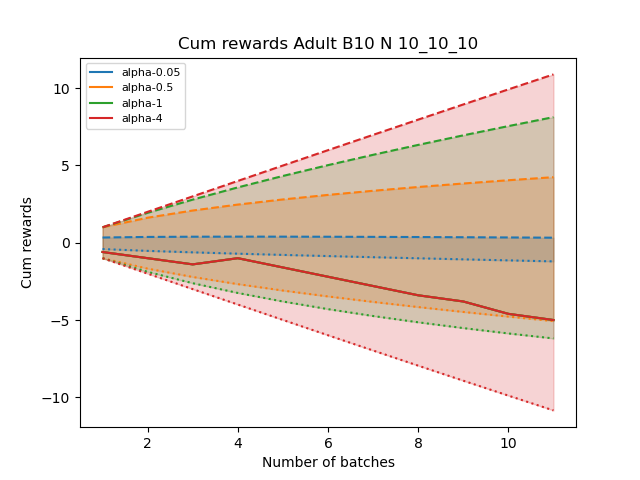 Cum rewards Adult B10 N 10_10_10
alpha-0.05
alpha-0.5
alpha-1
alpha-4
10
5
0
−5
−10
Cum rewards
2 4 6 8 10
Number of batches